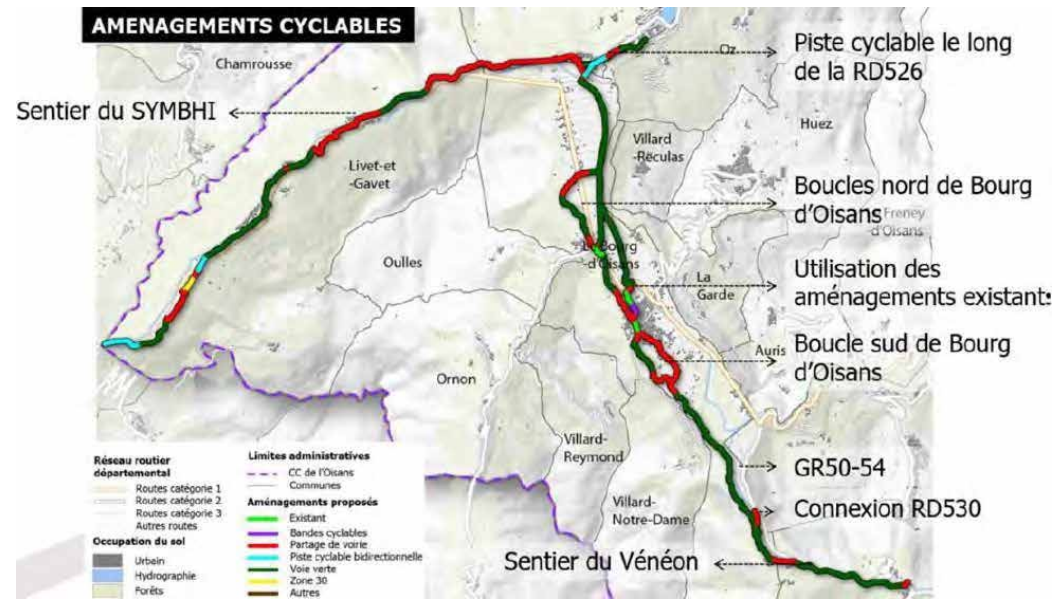 AMENAGEMENTS CYCLABLES
Chamrousse
Oz
Piste cyclable le long
de la RD526
Sentier du SYMBHI
Huez
Villard
-Réculas
Livet-et
-Gavet
Boucles nord de Bourg
d'Oisans
Freney
d'Oisans
Le Bourg
-d'Oisans
Oulles
La
Garde
Utilisation des
aménagements existant:
Auris
Boucle sud de Bourg
d'Oisans
Ornon
Villard-
Reymond
GR50-54
Villard-
Notre-Dame
Connexion RD530
Sentier du Vénéon
Réseau routier
départemental
Routes catégorie 1
Routes catégorie 2
Routes catégorie 3
Autres routes
Occupation du sol
Urbain
Hydrographie
Forêts
Limites administratives
CC de l'Oisans
Communes
Aménagements proposés
Existant
Bandes cyclables
Partage de voirie
Piste cyclable bidirectionnelle
Voie verte
Zone 30
Autres